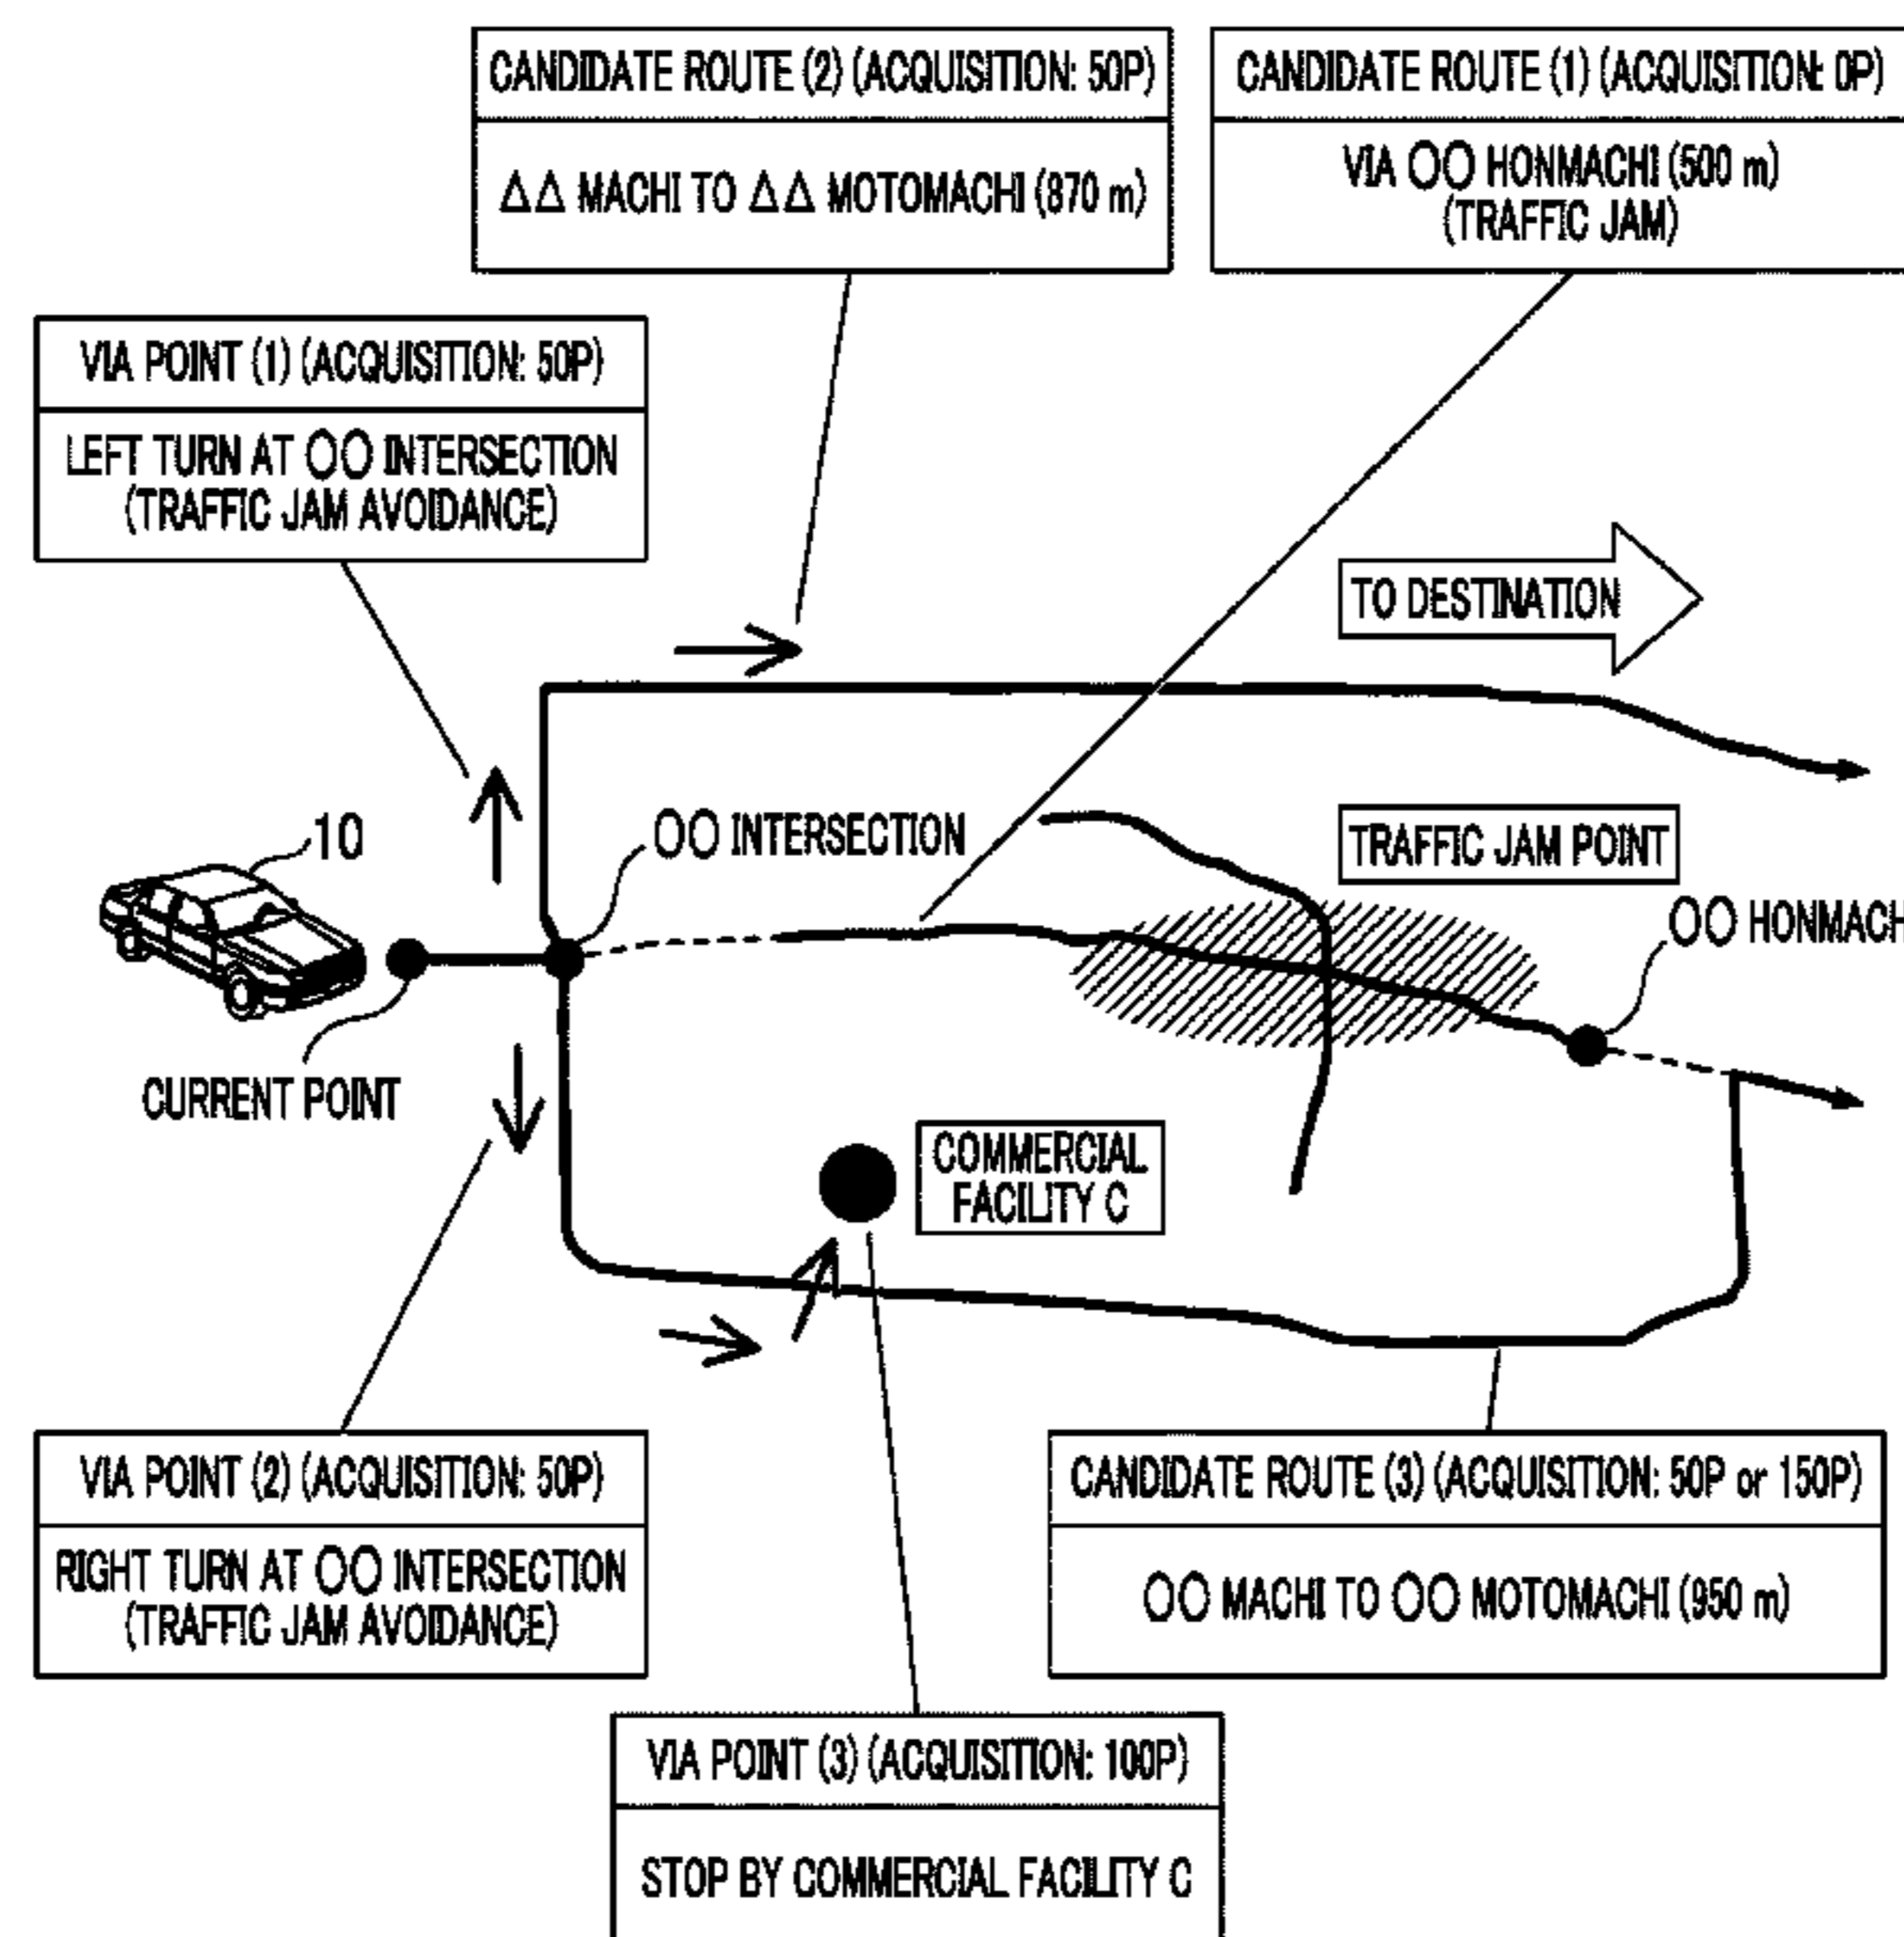 CANDIDATE ROUTE (2) (ACQUISITION: 50P)
△△ MACHI TO △△ MOTOMACHI (870 m)
CANDIDATE ROUTE (1) (ACQUISITION: 0P)
VIA ○○ HONMACHI (500 m)
(TRAFFIC JAM)
VIA POINT (1) (ACQUISITION: 50P)
LEFT TURN AT ○○ INTERSECTION
(TRAFFIC JAM AVOIDANCE)
TO DESTINATION
10
○○ INTERSECTION
TRAFFIC JAM POINT
○○ HONMACH
CURRENT POINT
COMMERCIAL
FACILITY C
VIA POINT (2) (ACQUISITION: 50P)
RIGHT TURN AT ○○ INTERSECTION
(TRAFFIC JAM AVOIDANCE)
CANDIDATE ROUTE (3) (ACQUISITION: 50P or 150P)
○○ MACHI TO ○○ MOTOMACHI (950 m)
VIA POINT (3) (ACQUISITION: 100P)
STOP BY COMMERCIAL FACILITY C